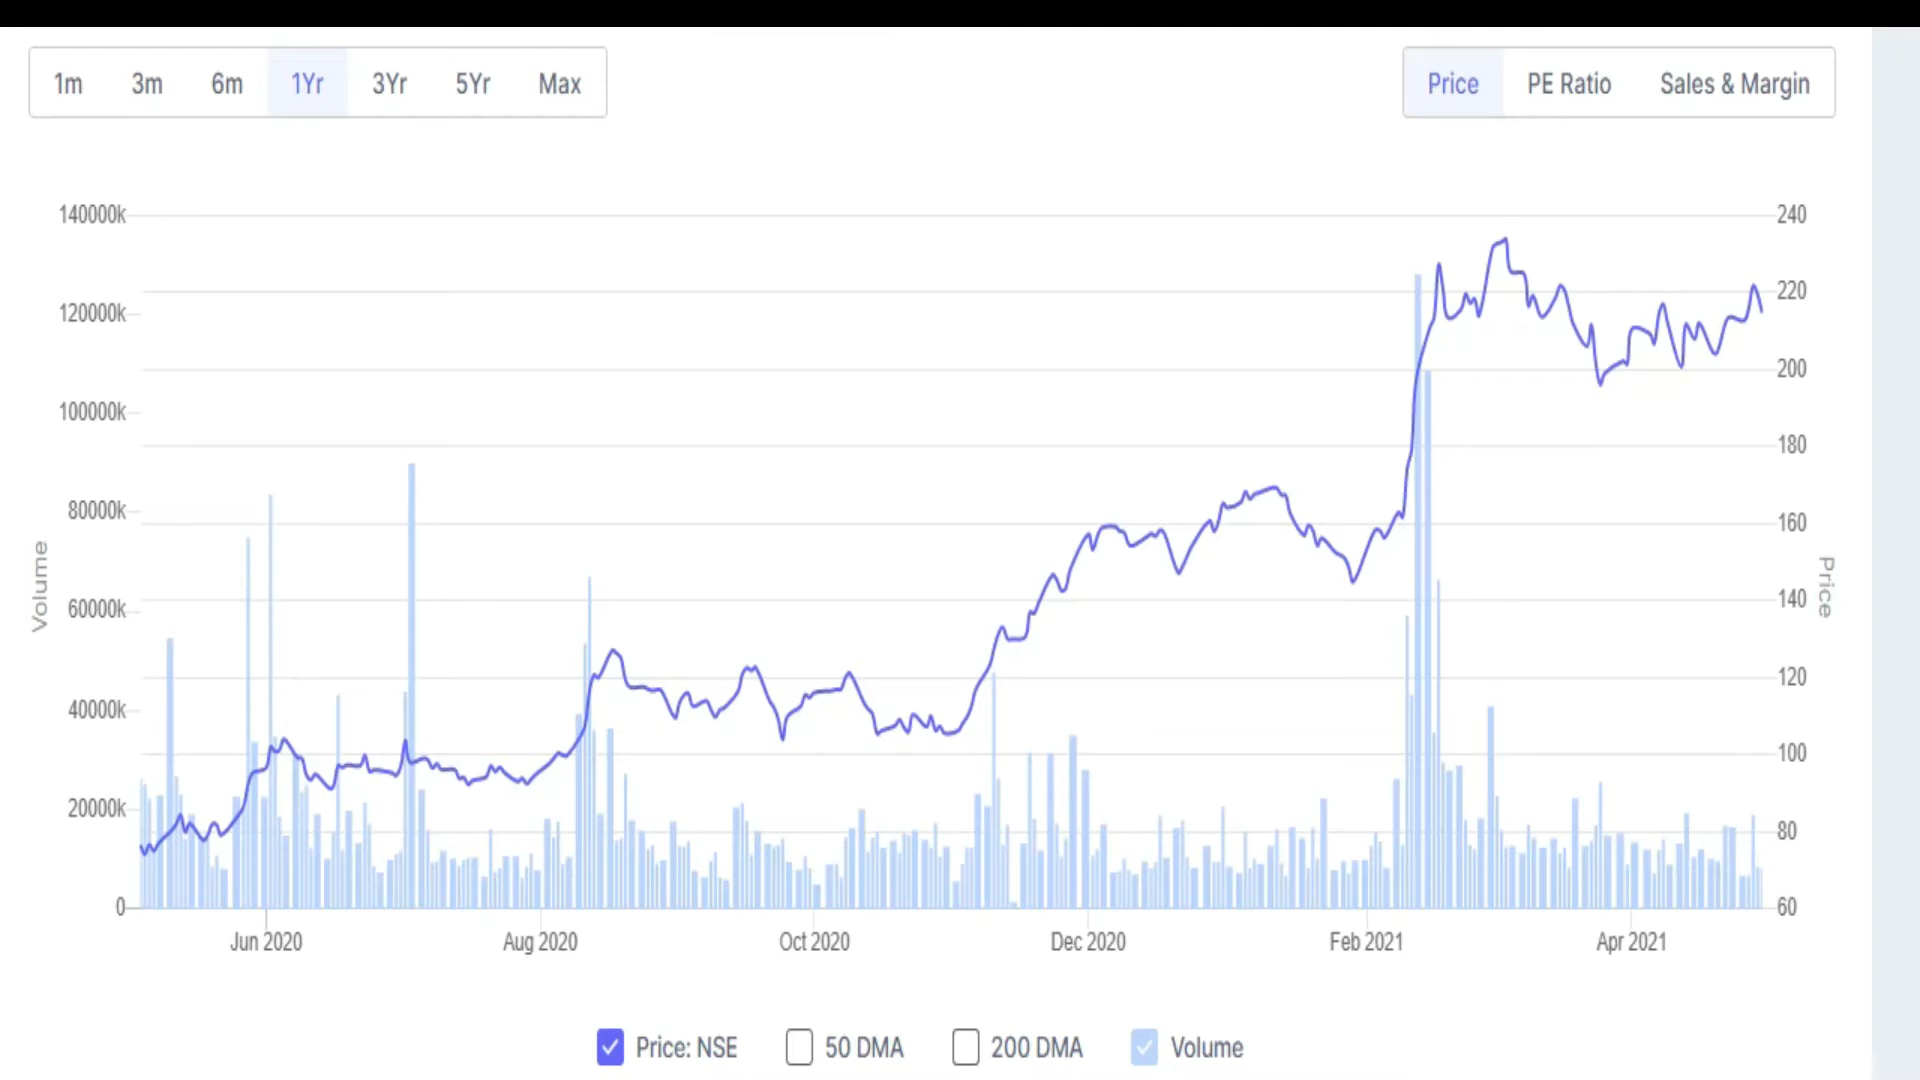 1m 3m 6m 1Yr 3Yr 5Yr Max
Price PE Ratio Sales & Margin
140000k
120000k
100000k
80000k
60000k
40000k
20000k
0
Volume
240
220
200
180
160
140
120
100
80
60
Price
Jun 2020 Aug 2020 Oct 2020 Dec 2020 Feb 2021 Apr 2021
Price: NSE 50 DMA 200 DMA Volume